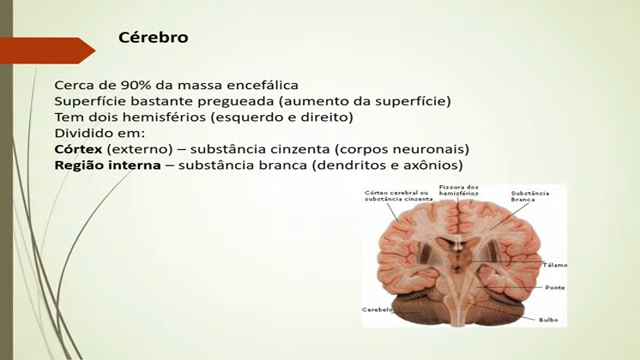 Cérebro
Cerca de 90% da massa encefálica
Superfície bastante pregueada (aumento da superfície)
Tem dois hemisférios (esquerdo e direito)
Dividido em:
Córtex (externo) – substância cinzenta (corpos neuronais)
Região interna – substância branca (dendritos e axônios)
Fissura dos
hemisférios
Córtex cerebral ou
substância cinzenta
Substância
Branca
Tálamo
Ponte
Cerebelo
Bulbo